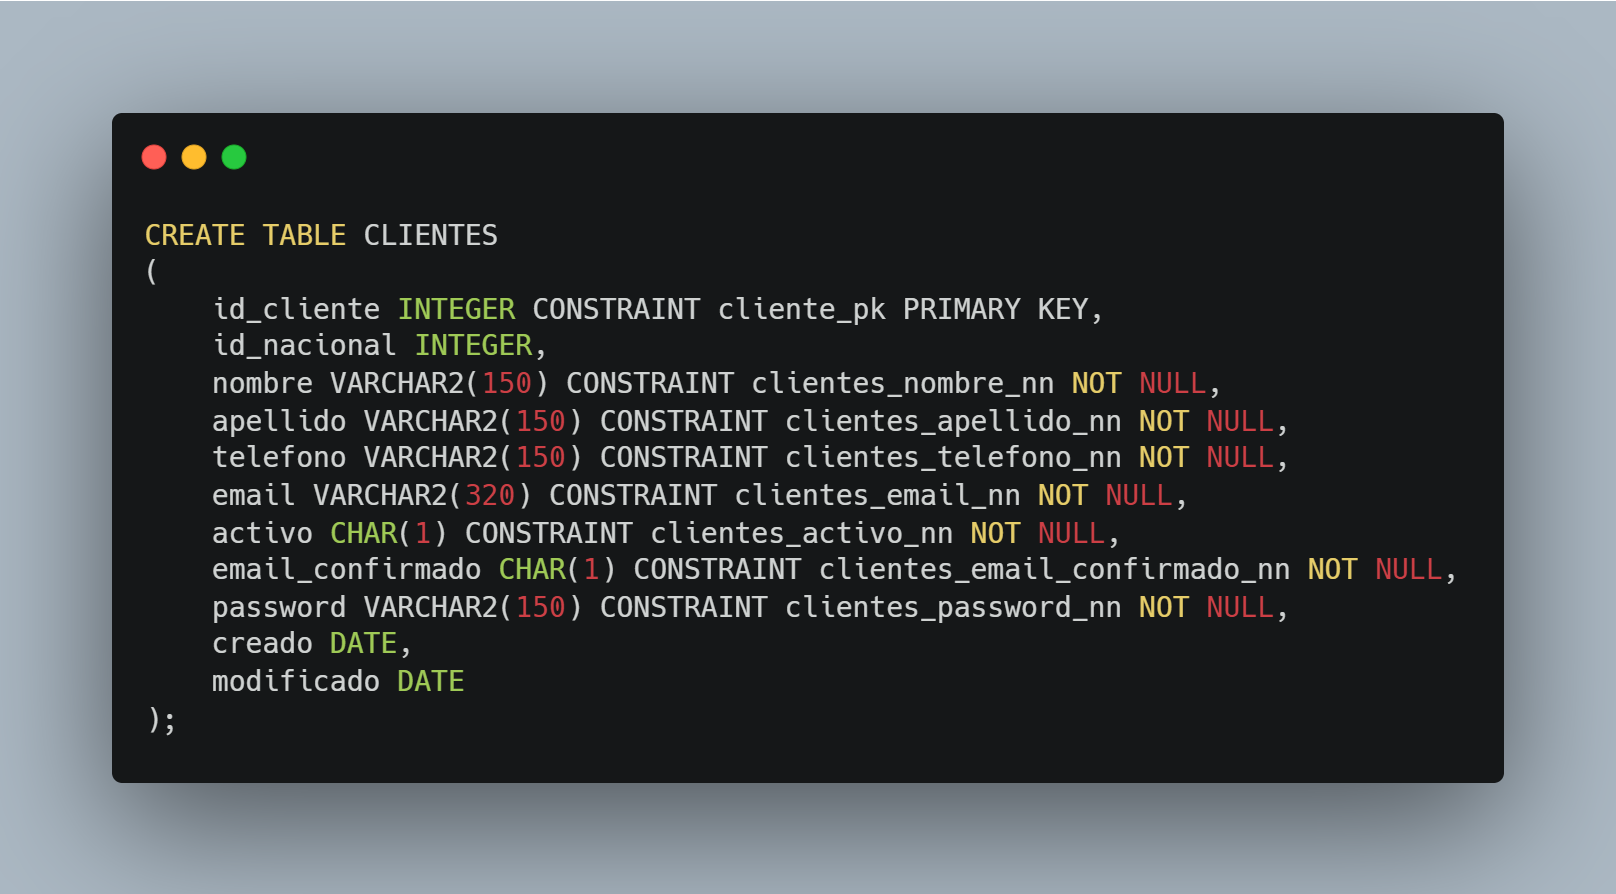 CREATE TABLE CLIENTES
(
    id_cliente INTEGER CONSTRAINT cliente_pk PRIMARY KEY,
    id_nacional INTEGER,
    nombre VARCHAR2(150) CONSTRAINT clientes_nombre_nn NOT NULL,
    apellido VARCHAR2(150) CONSTRAINT clientes_apellido_nn NOT NULL,
    telefono VARCHAR2(150) CONSTRAINT clientes_telefono_nn NOT NULL,
    email VARCHAR2(320) CONSTRAINT clientes_email_nn NOT NULL,
    activo CHAR(1) CONSTRAINT clientes_activo_nn NOT NULL,
    email_confirmado CHAR(1) CONSTRAINT clientes_email_confirmado_nn NOT NULL,
    password VARCHAR2(150) CONSTRAINT clientes_password_nn NOT NULL,
    creado DATE,
    modificado DATE
);